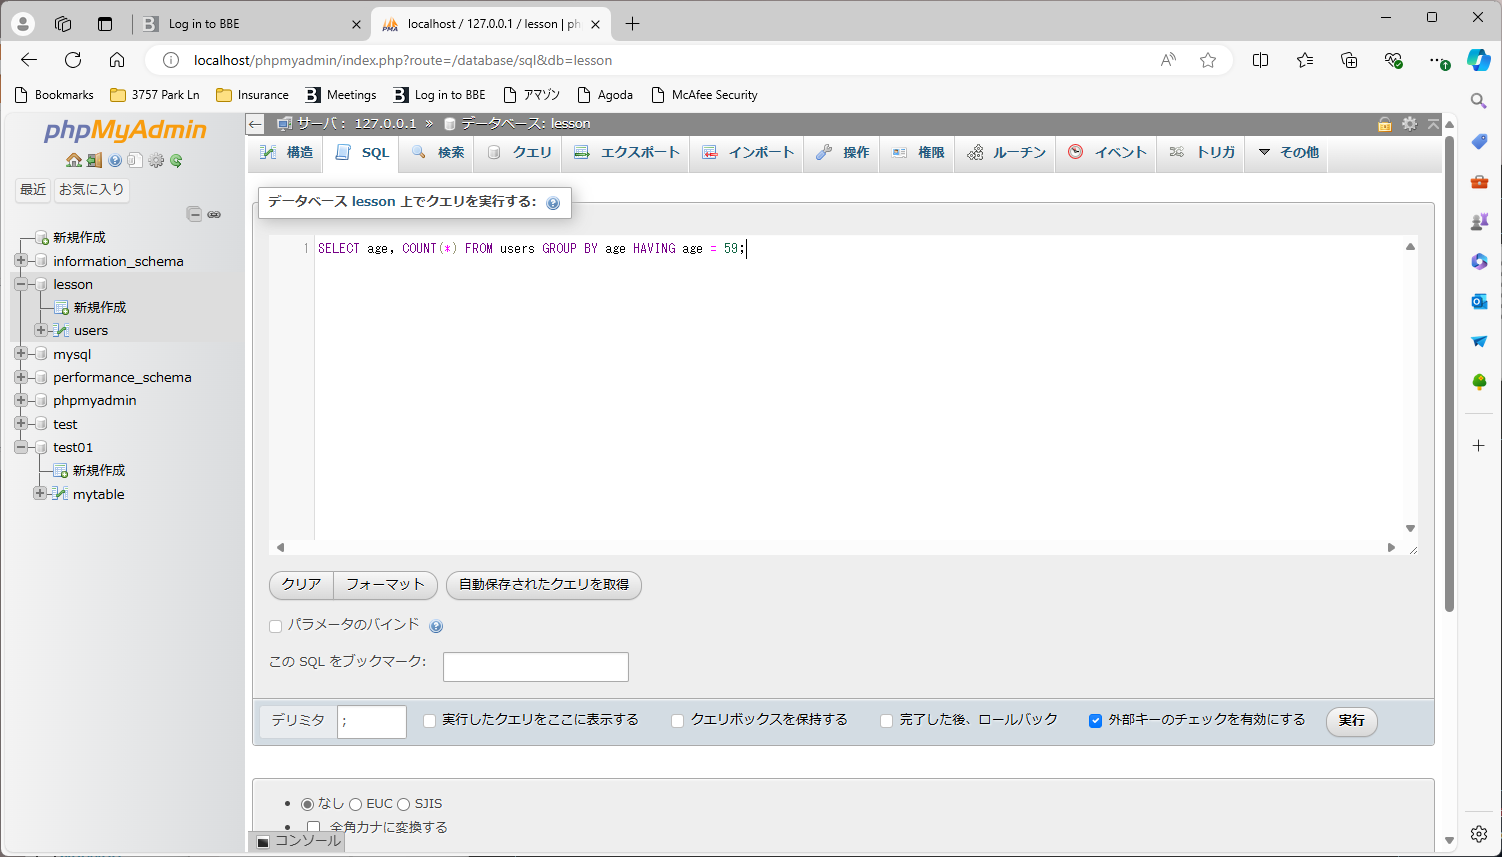 Log in to BBE
localhost / 127.0.0.1 / lesson | ph
localhost/phpmyadmin/index.php?route=/database/sql&db=lesson
Bookmarks
3757 Park Ln
Insurance
Meetings
Log in to BBE
アマゾン
Agoda
McAfee Security
phpMyAdmin
最近
お気に入り
新規作成
information_schema
lesson
新規作成
users
mysql
performance_schema
phpmyadmin
test
test01
新規作成
mytable
サーバ: 127.0.0.1 » データベース: lesson
構造
SQL
検索
クエリ
エクスポート
インポート
操作
権限
ルーチン
イベント
トリガ
その他
データベース lesson 上でクエリを実行する:
1 SELECT age, COUNT(*) FROM users GROUP BY age HAVING age = 59;
クリア
フォーマット
自動保存されたクエリを取得
パラメータのバインド
この SQL をブックマーク:
デリミタ ;
実行したクエリをここに表示する
クエリボックスを保持する
完了した後、ロールバック
外部キーのチェックを有効にする
実行
なし EUC SJIS
全角カナに変換する
コンソール